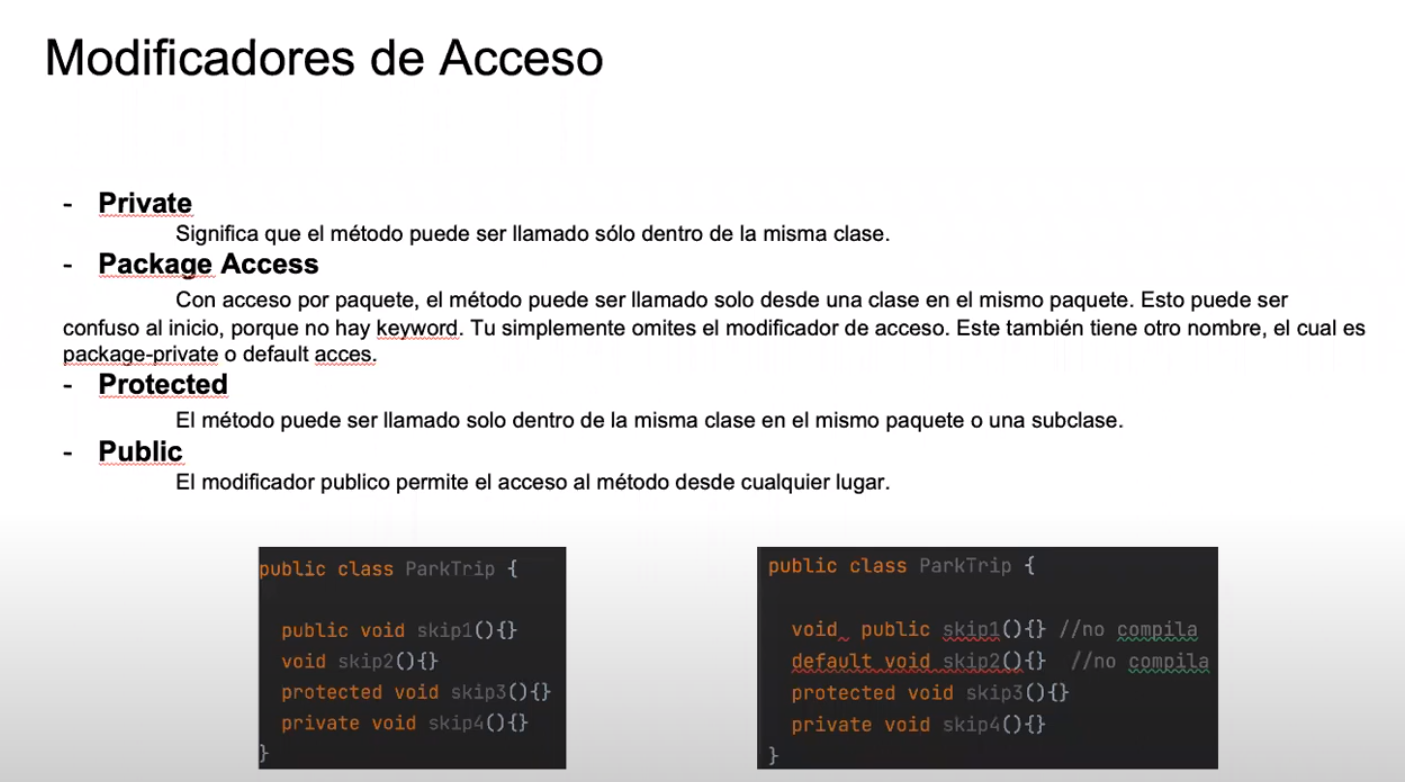 Modificadores de Acceso
- Private
Significa que el método puede ser llamado sólo dentro de la misma clase.
- Package Access
Con acceso por paquete, el método puede ser llamado solo desde una clase en el mismo paquete. Esto puede ser
confuso al inicio, porque no hay keyword. Tu simplemente omites el modificador de acceso. Este también tiene otro nombre, el cual es
package-private o default acces.
- Protected
El método puede ser llamado solo dentro de la misma clase en el mismo paquete o una subclase.
- Public
El modificador publico permite el acceso al método desde cualquier lugar.
public class ParkTrip {
public void skip1(){}
void skip2(){}
protected void skip3(){}
private void skip4(){}
}
public class ParkTrip {
void  public skip1(){} //no compila
default void skip2(){}  //no compila
protected void skip3(){}
private void skip4(){}
}